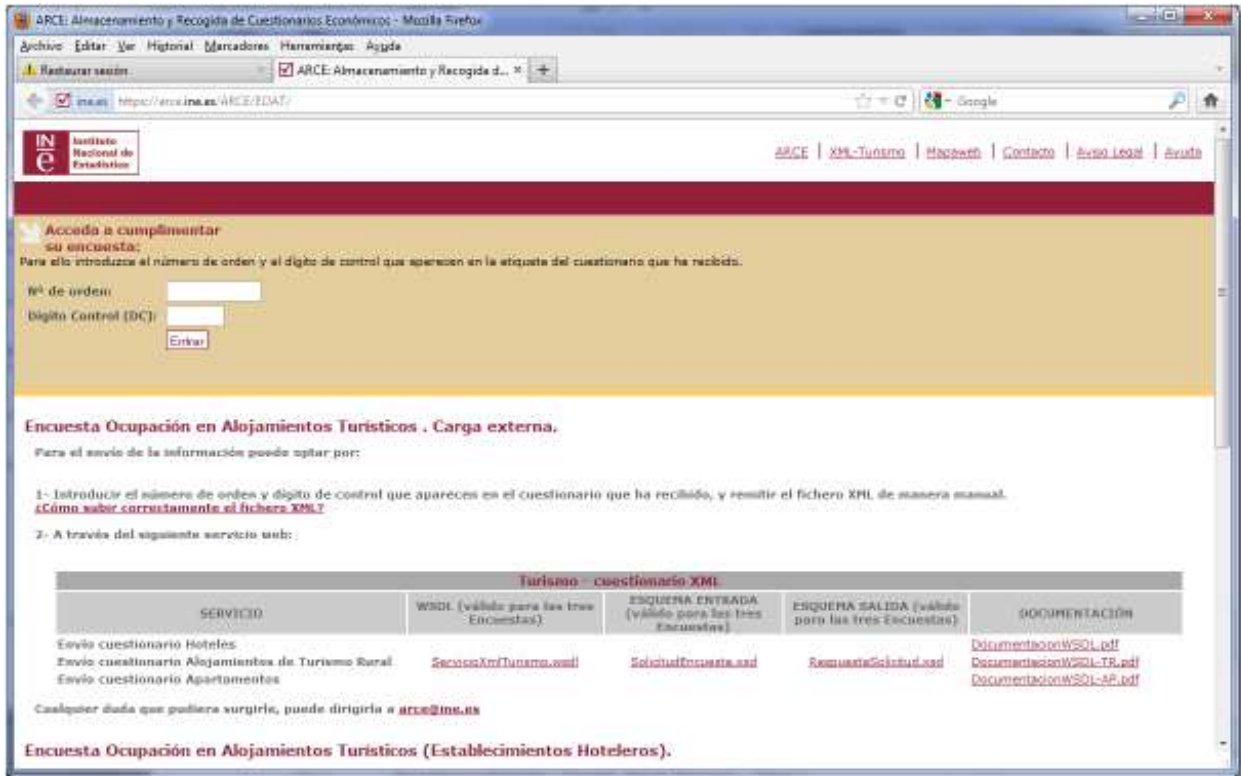 ARCE: Almacenamiento y Recogida de Cuestionarios Económicos - Mozilla Firefox
Archivo Editar Ver Historial Marcadores Herramientas Ayuda
Restaurar sesión
ARCE: Almacenamiento y Recogida d... × +
ine.es https://arce.ine.es/ARCE/EDAT/
Google
INe Instituto Nacional de Estadística
ARCE | XML-Turismo | Mapaweb | Contacto | Aviso Legal | Ayuda
Acceda a cumplimentar
su encuesta:
Para ello introduzca el número de orden y el dígito de control que aparecen en la etiqueta del cuestionario que ha recibido.
Nº de orden:
Dígito Control (DC):
Entrar
Encuesta Ocupación en Alojamientos Turísticos . Carga externa.
Para el envío de la información puede optar por:
1- Introducir el número de orden y dígito de control que aparecen en el cuestionario que ha recibido, y remitir el fichero XML de manera manual.
¿Cómo subir correctamente el fichero XML?
2- A través del siguiente servicio web:
Turismo - cuestionario XML
SERVICIO
WSDL (válido para las tres Encuestas)
ESQUEMA ENTRADA (válido para las tres Encuestas)
ESQUEMA SALIDA (válido para las tres Encuestas)
DOCUMENTACIÓN
Envío cuestionario Hoteles DocumentacionWSDL.pdf
Envío cuestionario Alojamientos de Turismo Rural ServicioXmlTurismo.wsdl SolicitudEncuesta.xsd RespuestaSolicitud.xsd DocumentacionWSDL-TR.pdf
Envío cuestionario Apartamentos DocumentacionWSDL-AP.pdf
Cualquier duda que pudiera surgirle, puede dirigirla a arce@ine.es
Encuesta Ocupación en Alojamientos Turísticos (Establecimientos Hoteleros).